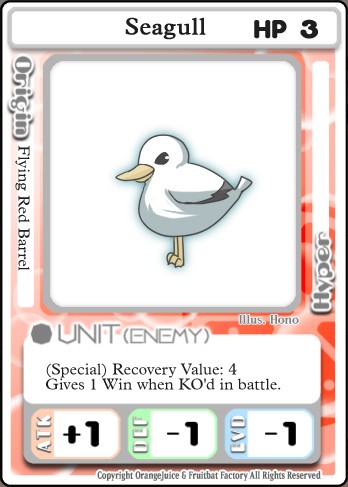 Seagull
HP 3
Origin
Flying Red Barrel
Hyper
Illus. Hono
UNIT(ENEMY)
(Special) Recovery Value: 4
Gives 1 Win when KO'd in battle.
ATK +1
DEF -1
EVD -1
Copyright OrangeJuice & Fruitbat Factory All Rights Reserved